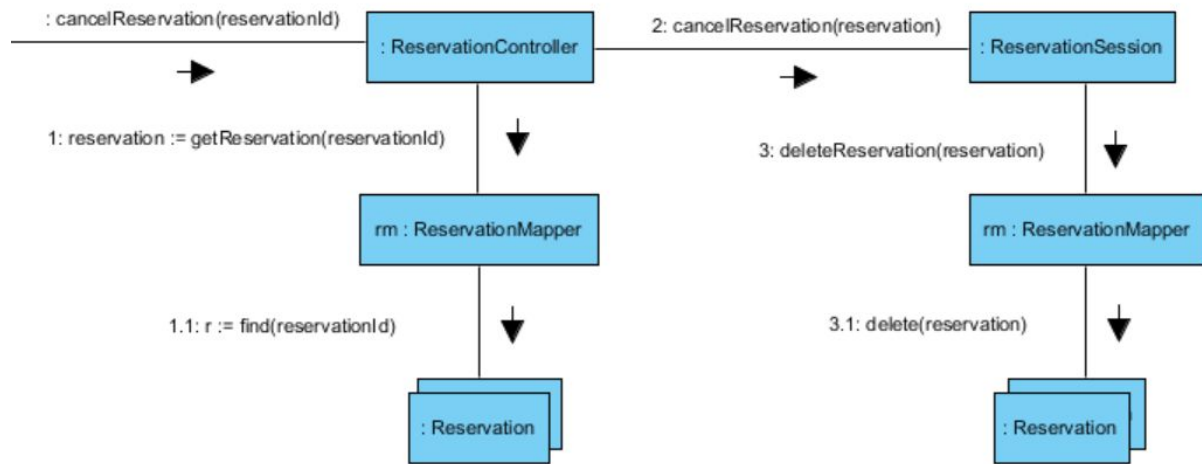 : cancelReservation(reservationId)
: ReservationController
2: cancelReservation(reservation)
: ReservationSession
1: reservation := getReservation(reservationId)
3: deleteReservation(reservation)
rm : ReservationMapper
rm : ReservationMapper
1.1: r := find(reservationId)
3.1: delete(reservation)
: Reservation
: Reservation